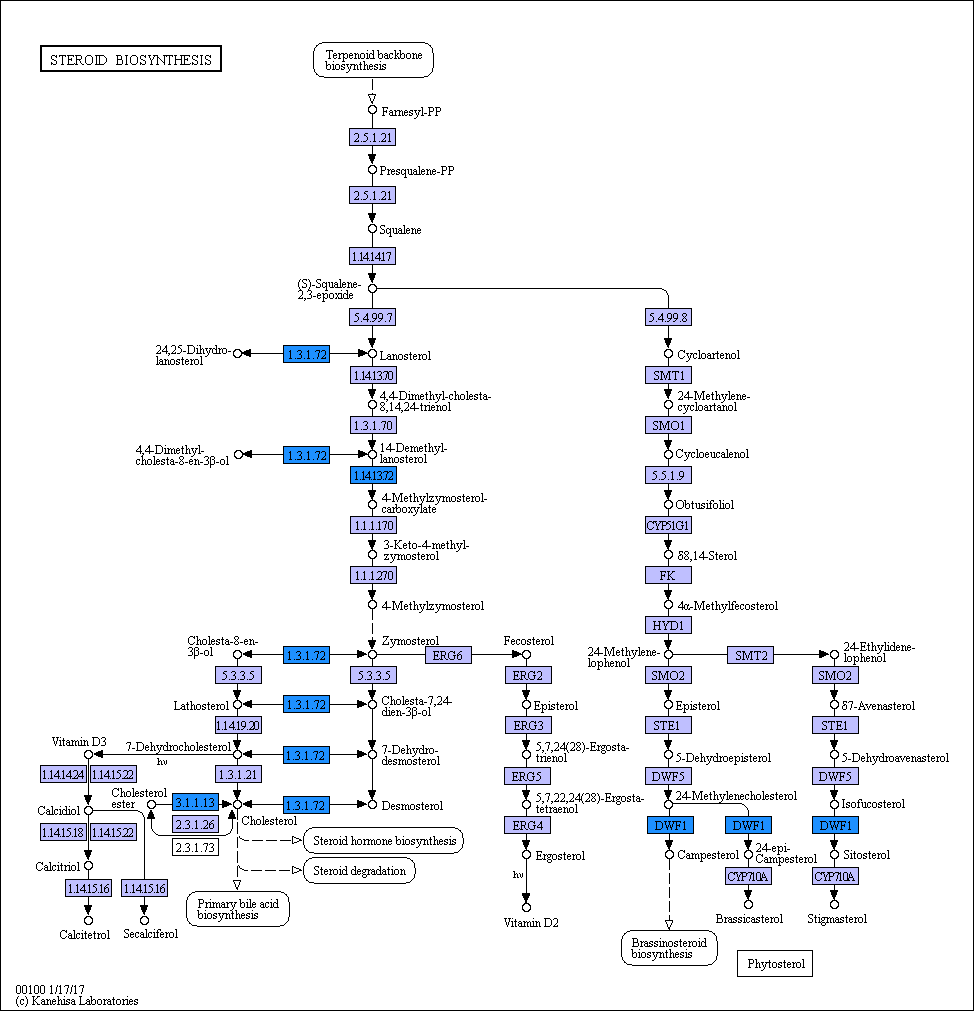 STEROID BIOSYNTHESIS
Terpenoid backbone
biosynthesis
Farnesyl-PP
2.5.1.21
Presqualene-PP
2.5.1.21
Squalene
1.14.14.17
(S)-Squalene-
2,3-epoxide
5.4.99.7
5.4.99.8
24,25-Dihydro-
lanosterol
1.3.1.72
Lanosterol
Cycloartenol
1.14.13.70
SMT1
4,4-Dimethyl-cholesta-
8,14,24-trienol
24-Methylene-
cycloartanol
1.3.1.70
SMO1
4,4-Dimethyl-
cholesta-8-en-3β-ol
1.3.1.72
14-Demethyl-
lanosterol
Cycloeucalenol
1.14.13.72
5.5.1.9
4-Methylzymosterol-
carboxylate
Obtusifoliol
1.1.1.170
CYP51G1
3-Keto-4-methyl-
zymosterol
δ8,14-Sterol
1.1.1.270
FK
4-Methylzymosterol
4α-Methylfecosterol
HYD1
Cholesta-8-en-
3β-ol
1.3.1.72
Zymosterol
ERG6
Fecosterol
24-Methylene-
lophenol
SMT2
24-Ethylidene-
lophenol
5.3.3.5
5.3.3.5
ERG2
SMO2
SMO2
Lathosterol
1.3.1.72
Cholesta-7,24-
dien-3β-ol
Episterol
Episterol
δ7-Avenasterol
1.14.19.20
ERG3
STE1
STE1
Vitamin D3
7-Dehydrocholesterol
hν
1.3.1.72
7-Dehydro-
desmosterol
5,7,24(28)-Ergosta-
trienol
5-Dehydroepisterol
5-Dehydroavenasterol
1.14.14.24
1.14.15.22
1.3.1.21
ERG5
DWF5
DWF5
Cholesterol
ester
Calcidiol
3.1.1.13
Cholesterol
1.3.1.72
Desmosterol
5,7,22,24(28)-Ergosta-
tetraenol
24-Methylenecholesterol
Isofucosterol
1.14.15.18
1.14.15.22
2.3.1.26
ERG4
DWF1
DWF1
DWF1
2.3.1.73
Steroid hormone biosynthesis
Calcitriol
Steroid degradation
Ergosterol
Campesterol
24-epi-
Campesterol
Sitosterol
1.14.15.16
1.14.15.16
hν
CYP710A
CYP710A
Primary bile acid
biosynthesis
Calcitetrol
Secalciferol
Vitamin D2
Brassicasterol
Stigmasterol
Brassinosteroid
biosynthesis
Phytosterol
00100 1/17/17
(c) Kanehisa Laboratories